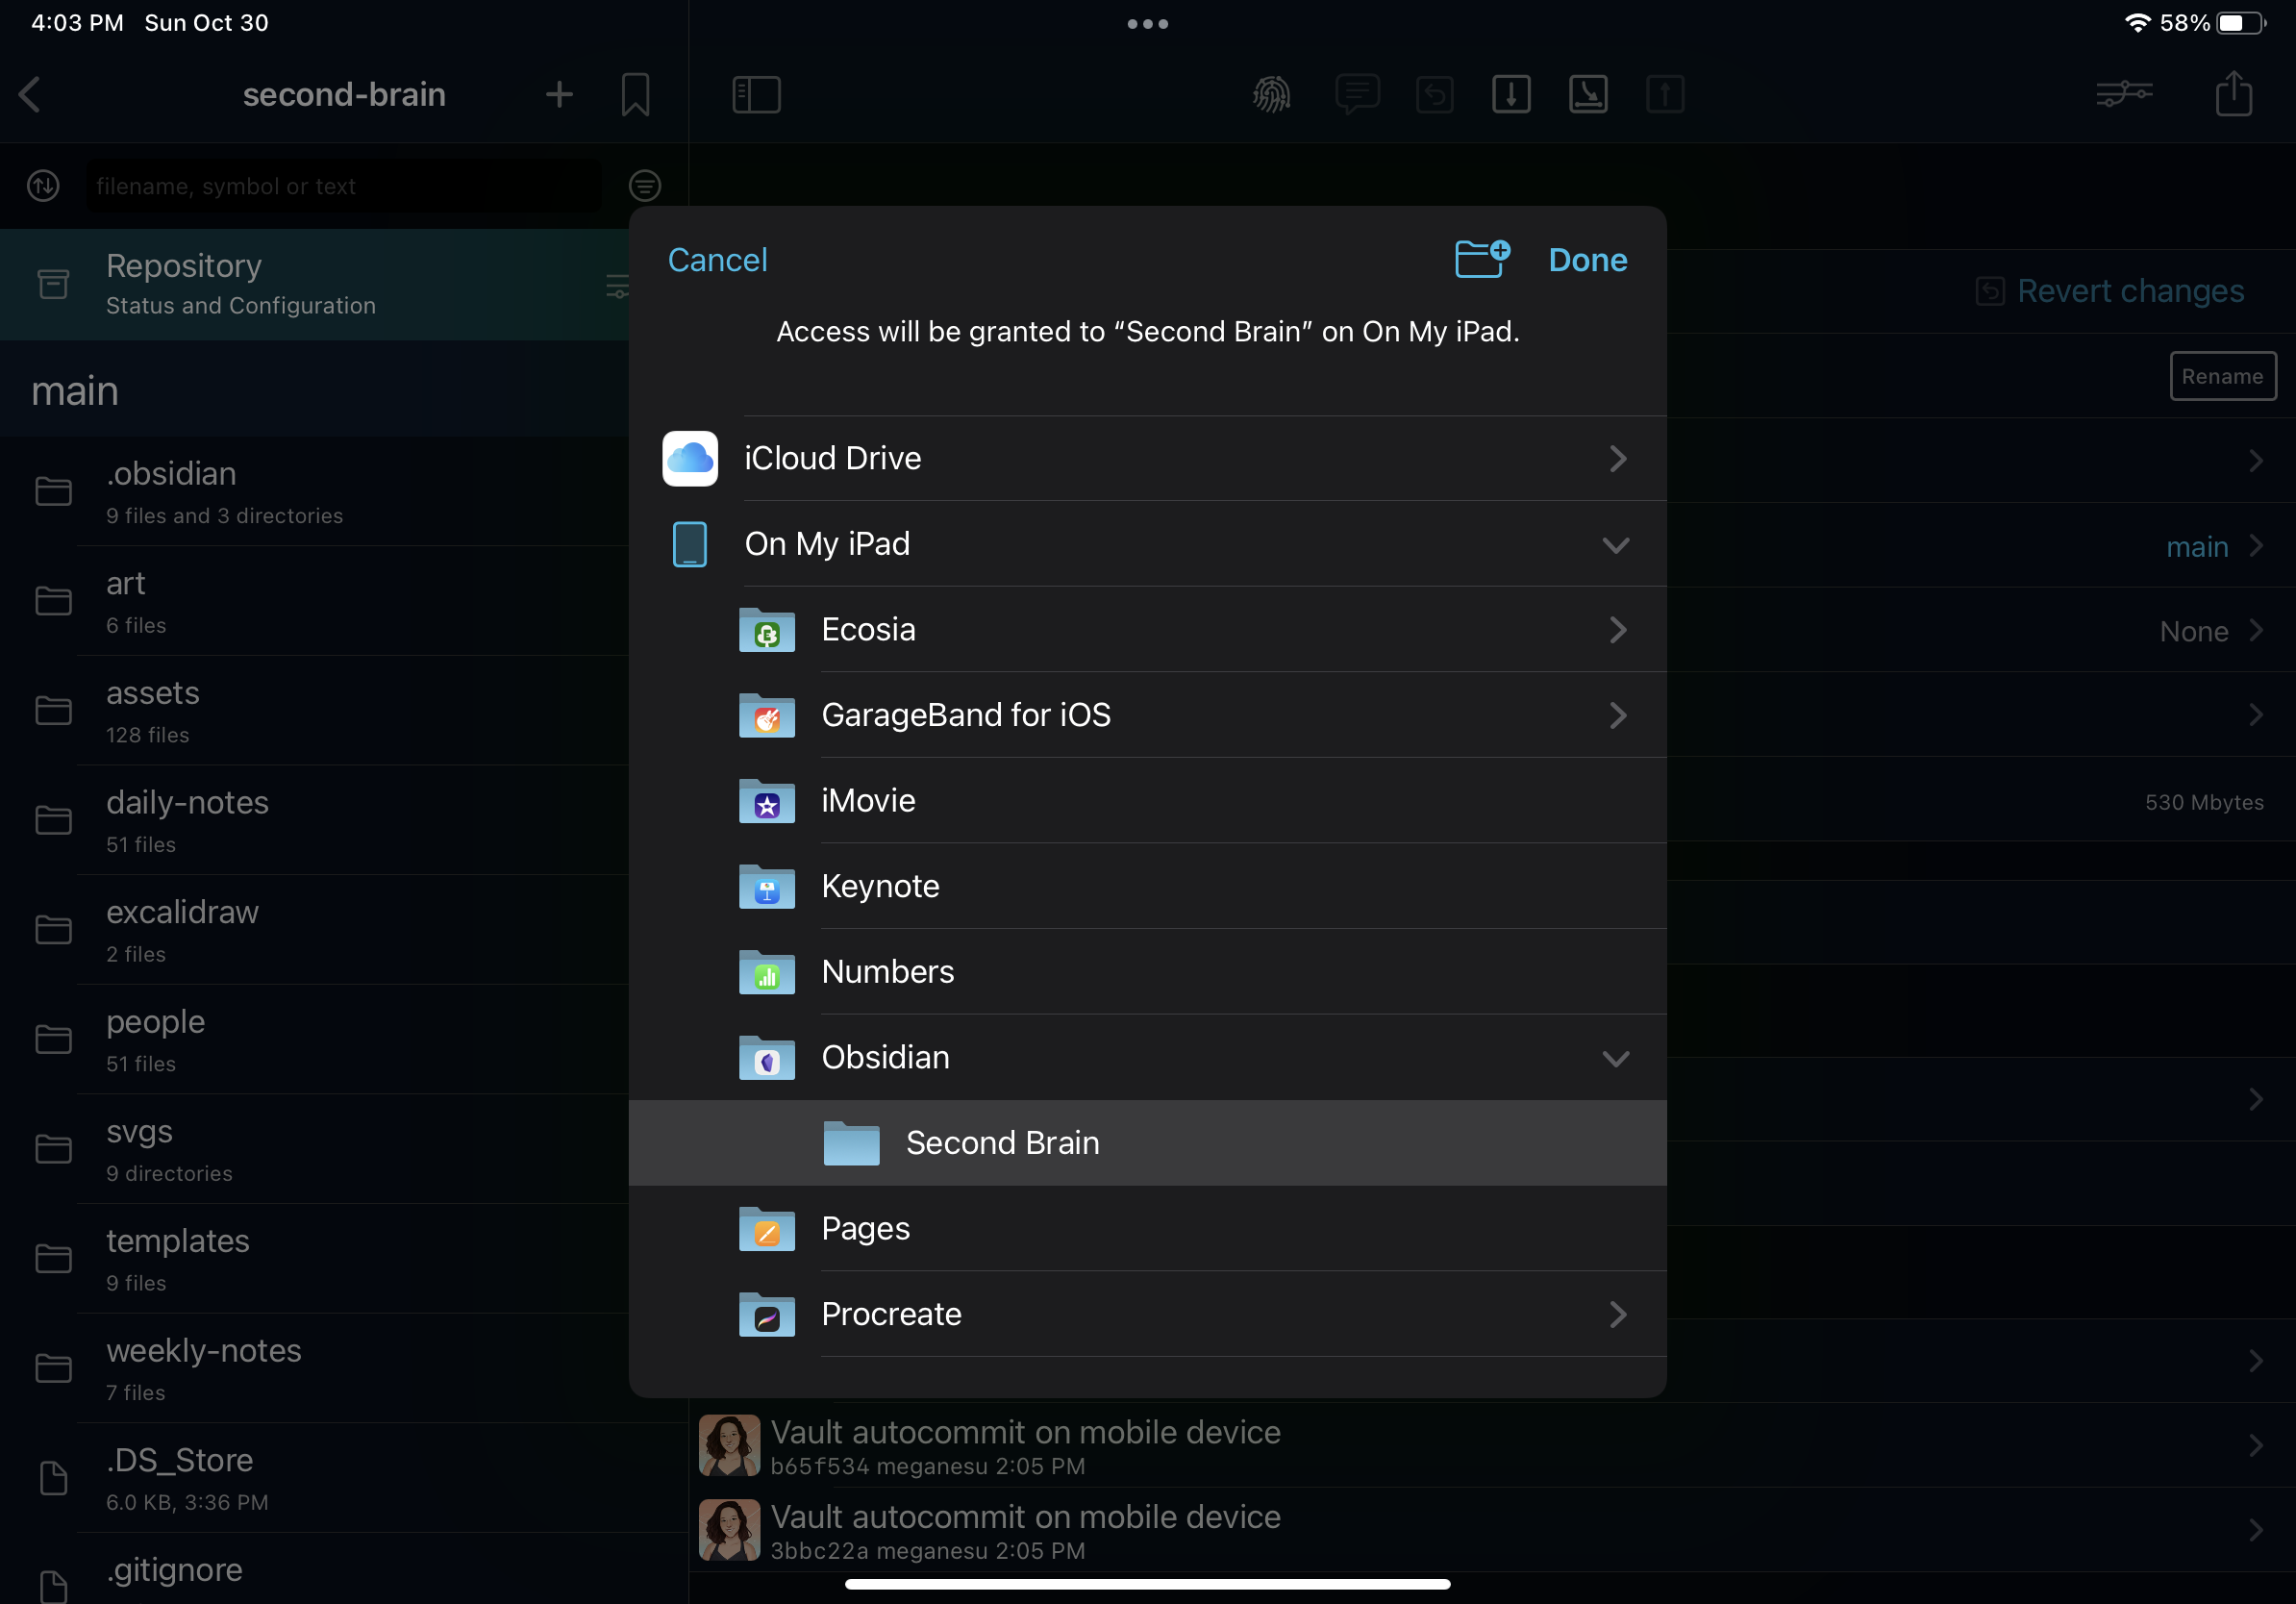 4:03 PM Sun Oct 30
58%
second-brain
filename, symbol or text
Repository
Status and Configuration
main
.obsidian
9 files and 3 directories
art
6 files
assets
128 files
daily-notes
51 files
excalidraw
2 files
people
51 files
svgs
9 directories
templates
9 files
weekly-notes
7 files
.DS_Store
6.0 KB, 3:36 PM
.gitignore
Cancel
Done
Access will be granted to “Second Brain” on On My iPad.
iCloud Drive
On My iPad
Ecosia
GarageBand for iOS
iMovie
Keynote
Numbers
Obsidian
Second Brain
Pages
Procreate
Revert changes
Rename
main
None
530 Mbytes
Vault autocommit on mobile device
b65f534 meganesu 2:05 PM
Vault autocommit on mobile device
3bbc22a meganesu 2:05 PM